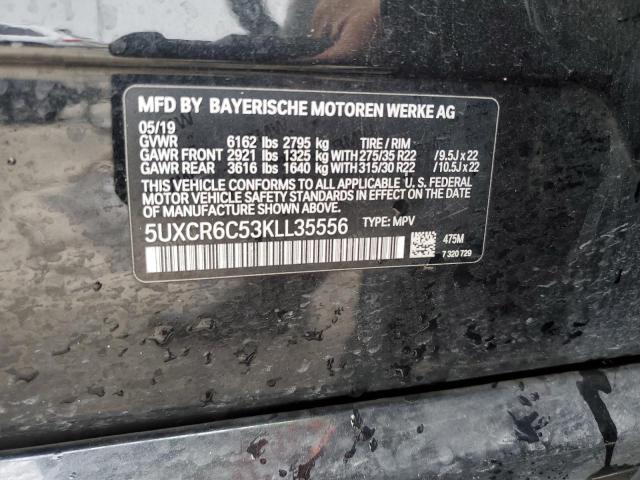 MFD BY BAYERISCHE MOTOREN WERKE AG
05/19
GVWR 6162 lbs 2795 kg TIRE / RIM
GAWR FRONT 2921 lbs 1325 kg WITH 275/35 R22 /9.5J x 22
GAWR REAR 3616 lbs 1640 kg WITH 315/30 R22 /10.5J x 22
THIS VEHICLE CONFORMS TO ALL APPLICABLE U. S. FEDERAL
MOTOR VEHICLE SAFETY STANDARDS IN EFFECT ON THE
DATE OF MANUFACTURE SHOWN ABOVE.
5UXCR6C53KLL35556 TYPE: MPV
475M
7 320 729